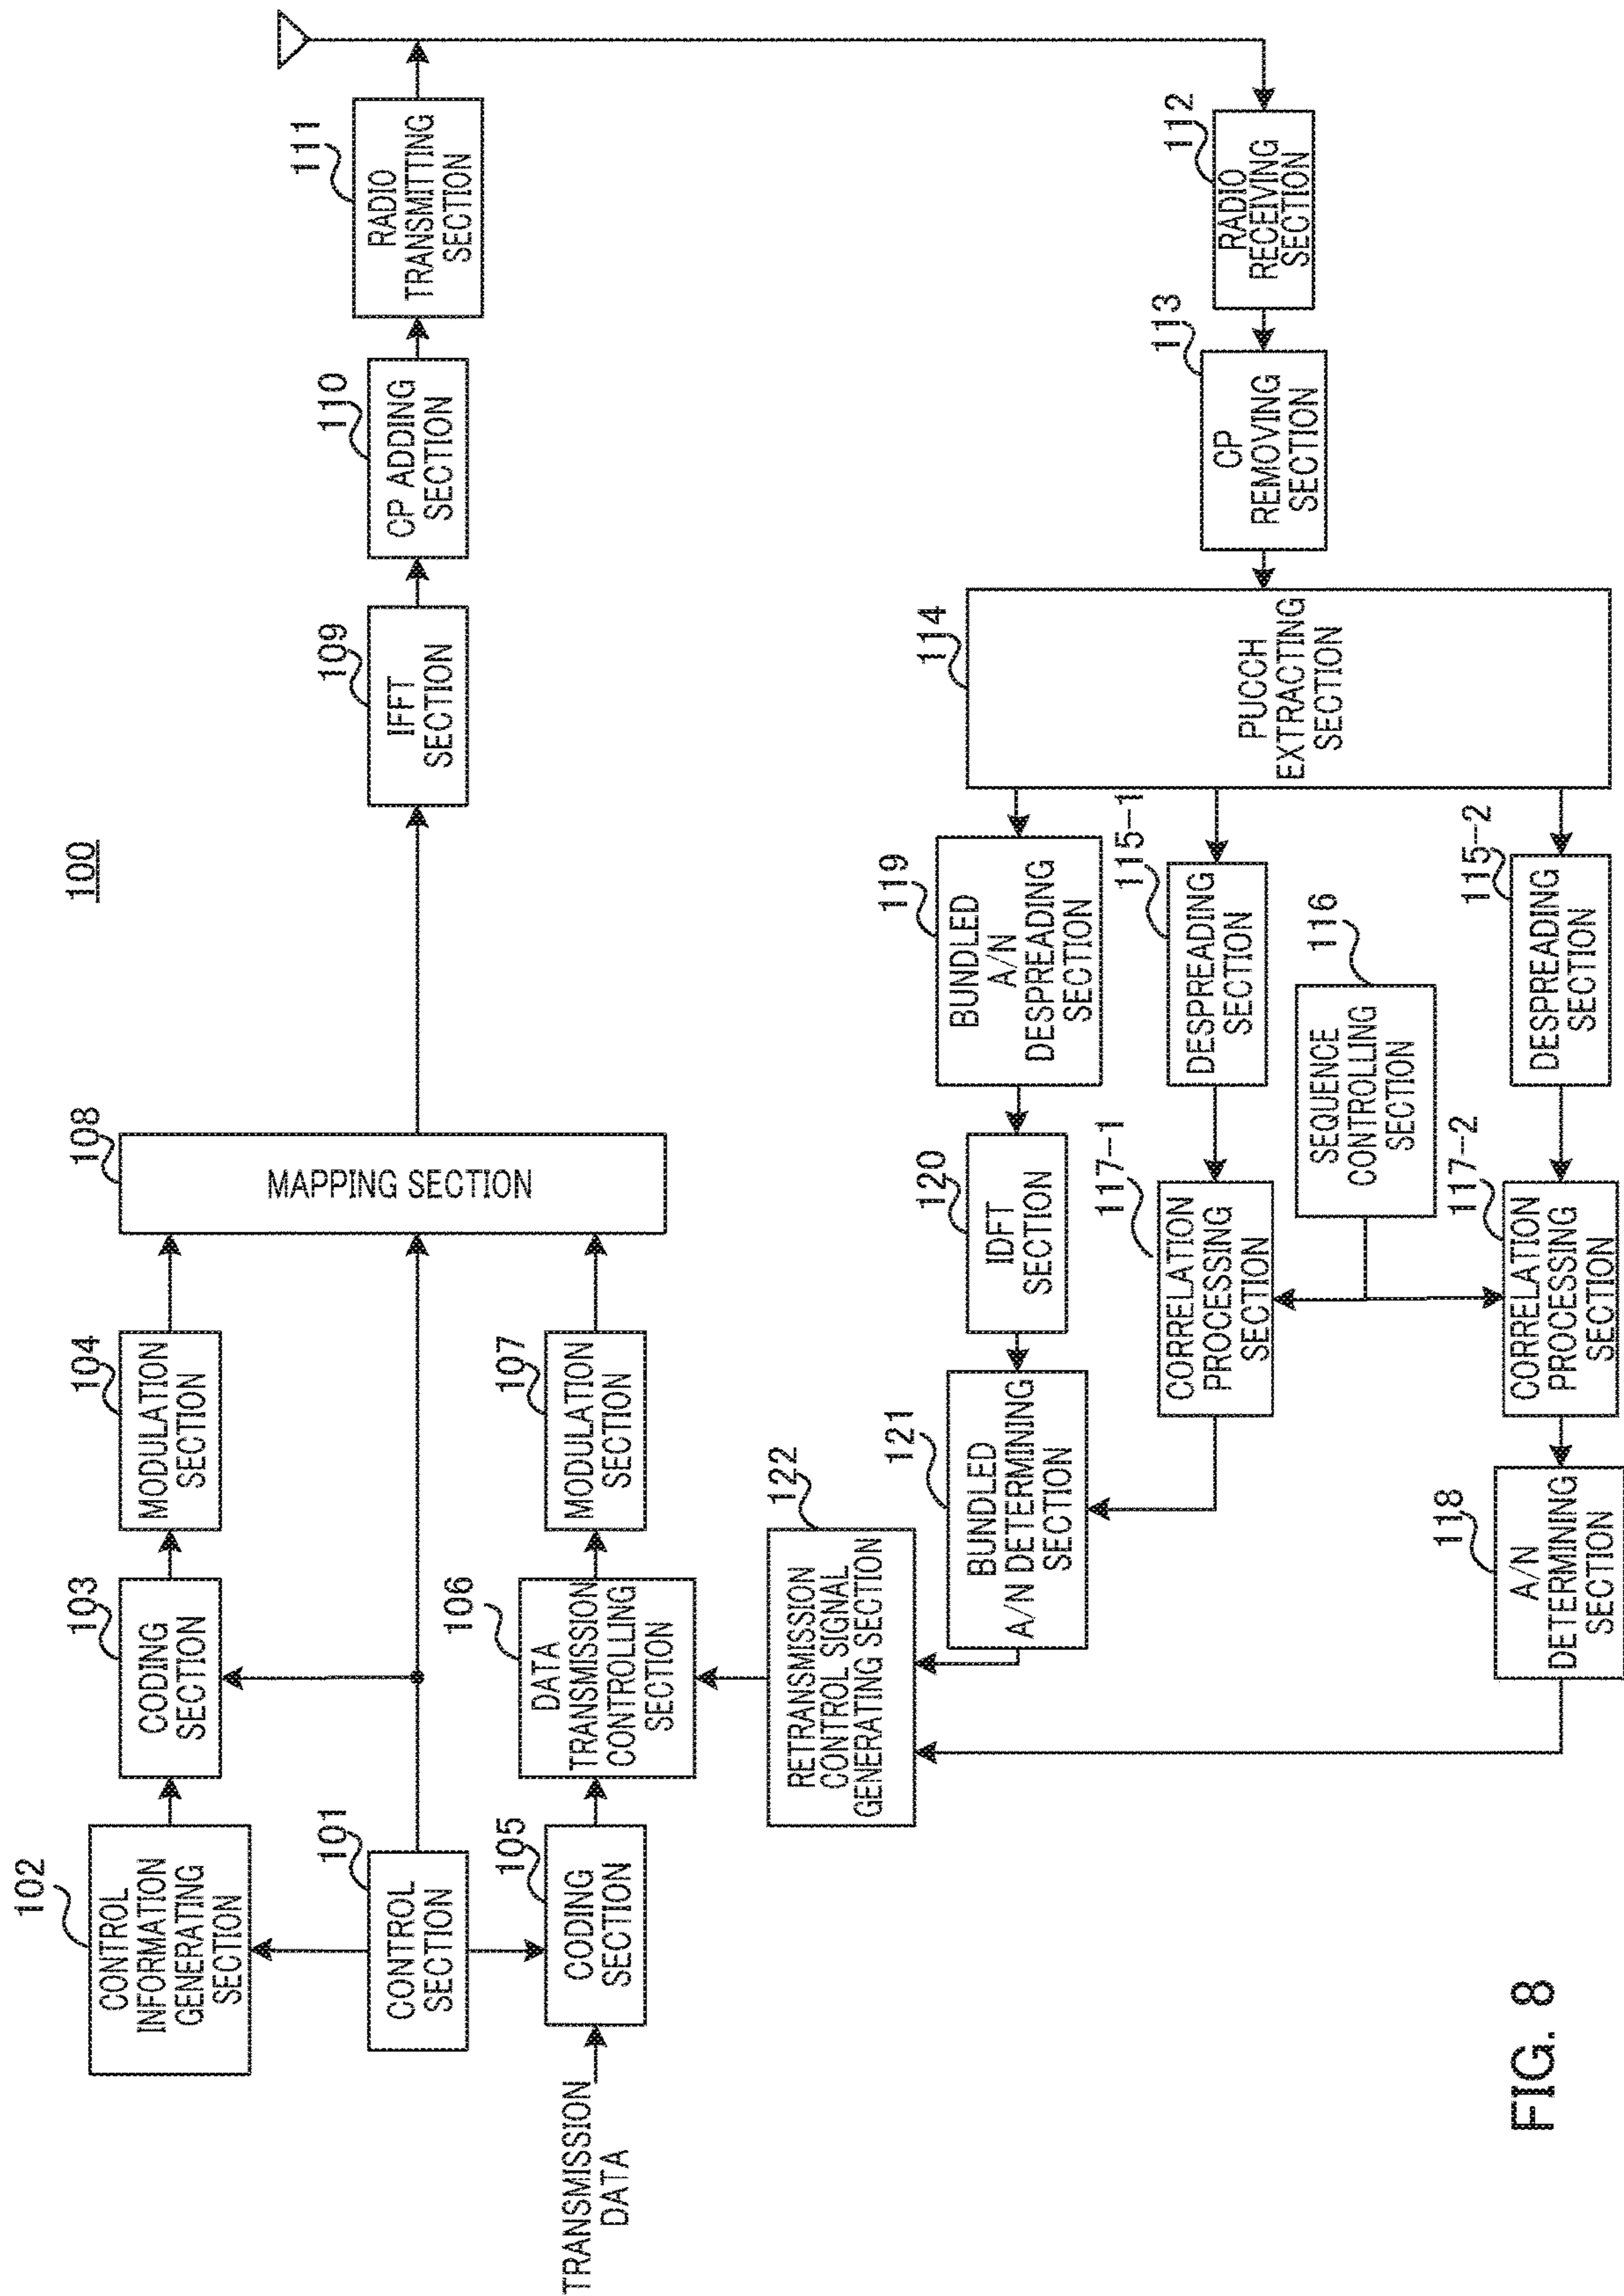 100
102
CONTROL
INFORMATION
GENERATING
SECTION
103
CODING
SECTION
104
MODULATION
SECTION
108
MAPPING SECTION
109
IFFT
SECTION
110
CP ADDING
SECTION
111
RADIO
TRANSMITTING
SECTION
101
CONTROL
SECTION
TRANSMISSION
DATA
105
CODING
SECTION
106
DATA
TRANSMISSION
CONTROLLING
SECTION
107
MODULATION
SECTION
122
RETRANSMISSION
CONTROL SIGNAL
GENERATING SECTION
121
BUNDLED
A/N DETERMINING
SECTION
120
IDFT
SECTION
119
BUNDLED
A/N
DESPREADING
SECTION
114
PUCCH
EXTRACTING
SECTION
113
CP
REMOVING
SECTION
112
RADIO
RECEIVING
SECTION
117-1
CORRELATION
PROCESSING
SECTION
115-1
DESPREADING
SECTION
116
SEQUENCE
CONTROLLING
SECTION
118
A/N
DETERMINING
SECTION
117-2
CORRELATION
PROCESSING
SECTION
115-2
DESPREADING
SECTION
FIG. 8